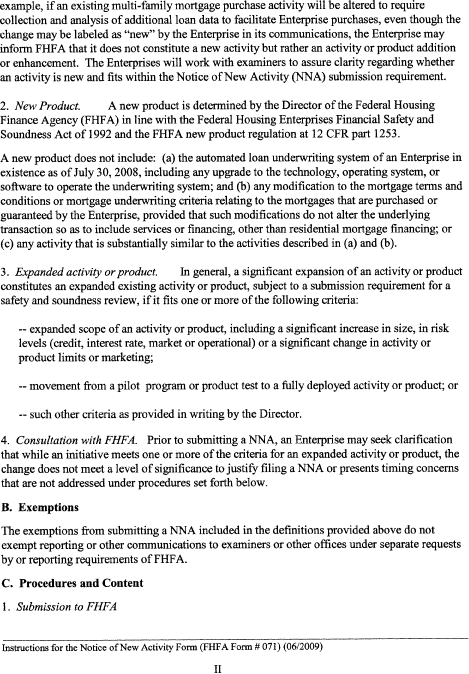 example, if an existing multi-family mortgage purchase activity will be altered to require
collection and analysis of additional loan data to facilitate Enterprise purchases, even though the
change may be labeled as “new” by the Enterprise in its communications, the Enterprise may
inform FHFA that it does not constitute a new activity but rather an activity or product addition
or enhancement. The Enterprises will work with examiners to assure clarity regarding whether
an activity is new and fits within the Notice of New Activity (NNA) submission requirement.
2. New Product. A new product is determined by the Director of the Federal Housing
Finance Agency (FHFA) in line with the Federal Housing Enterprises Financial Safety and
Soundness Act of 1992 and the FHFA new product regulation at 12 CFR part 1253.
A new product does not include: (a) the automated loan underwriting system of an Enterprise in
existence as of July 30, 2008, including any upgrade to the technology, operating system, or
software to operate the underwriting system; and (b) any modification to the mortgage terms and
conditions or mortgage underwriting criteria relating to the mortgages that are purchased or
guaranteed by the Enterprise, provided that such modifications do not alter the underlying
transaction so as to include services or financing, other than residential mortgage financing; or
(c) any activity that is substantially similar to the activities described in (a) and (b).
3. Expanded activity or product. In general, a significant expansion of an activity or product
constitutes an expanded existing activity or product, subject to a submission requirement for a
safety and soundness review, if it fits one or more of the following criteria:
-- expanded scope of an activity or product, including a significant increase in size, in risk
levels (credit, interest rate, market or operational) or a significant change in activity or
product limits or marketing;
-- movement from a pilot program or product test to a fully deployed activity or product; or
-- such other criteria as provided in writing by the Director.
4. Consultation with FHFA. Prior to submitting a NNA, an Enterprise may seek clarification
that while an initiative meets one or more of the criteria for an expanded activity or product, the
change does not meet a level of significance to justify filing a NNA or presents timing concerns
that are not addressed under procedures set forth below.
B. Exemptions
The exemptions from submitting a NNA included in the definitions provided above do not
exempt reporting or other communications to examiners or other offices under separate requests
by or reporting requirements of FHFA.
C. Procedures and Content
1. Submission to FHFA
Instructions for the Notice of New Activity Form (FHFA Form # 071) (06/2009)
II